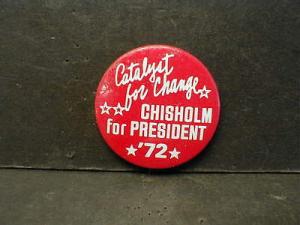 Catalyst
for Change
CHISHOLM
for PRESIDENT
'72